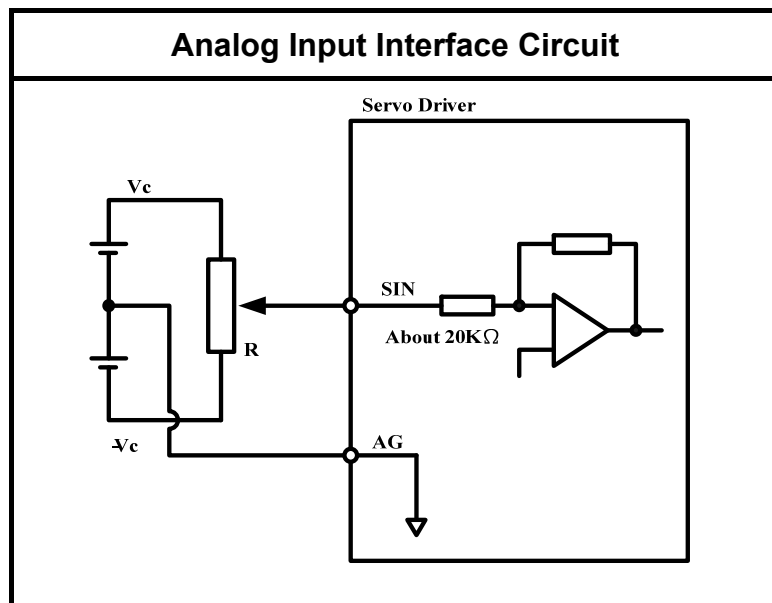 Analog Input Interface Circuit
Servo Driver
Vc
SIN
About 20KΩ
R
-Vc
AG